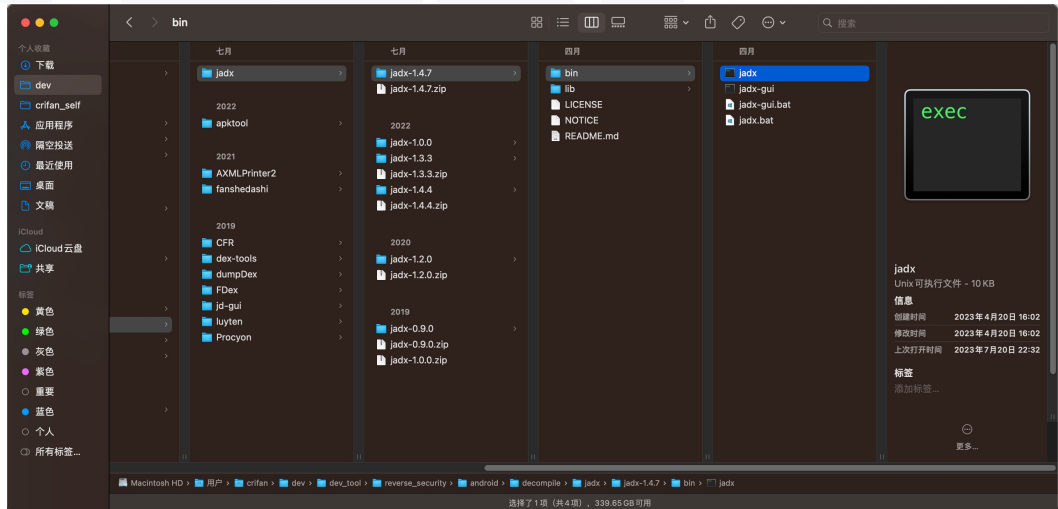 bin
搜索
个人收藏
下载
dev
crifan_self
应用程序
隔空投送
最近使用
桌面
文稿
iCloud
iCloud云盘
共享
标签
黄色
绿色
灰色
紫色
重要
蓝色
个人
所有标签...
七月
jadx
2022
apktool
2021
AXMLPrinter2
fanshedashi
2019
CFR
dex-tools
dumpDex
FDex
jd-gui
luyten
Procyon
七月
jadx-1.4.7
jadx-1.4.7.zip
2022
jadx-1.0.0
jadx-1.3.3
jadx-1.3.3.zip
jadx-1.4.4
jadx-1.4.4.zip
2020
jadx-1.2.0
jadx-1.2.0.zip
2019
jadx-0.9.0
jadx-0.9.0.zip
jadx-1.0.0.zip
四月
bin
lib
LICENSE
NOTICE
README.md
四月
jadx
jadx-gui
jadx-gui.bat
jadx.bat
exec
jadx
Unix可执行文件 - 10 KB
信息
创建时间 2023年4月20日 16:02
修改时间 2023年4月20日 16:02
上次打开时间 2023年7月20日 22:32
标签
添加标签...
更多...
Macintosh HD › 用户 › crifan › dev › dev_tool › reverse_security › android › decompile › jadx › jadx-1.4.7 › bin › jadx
选择了1项（共4项），339.65 GB可用